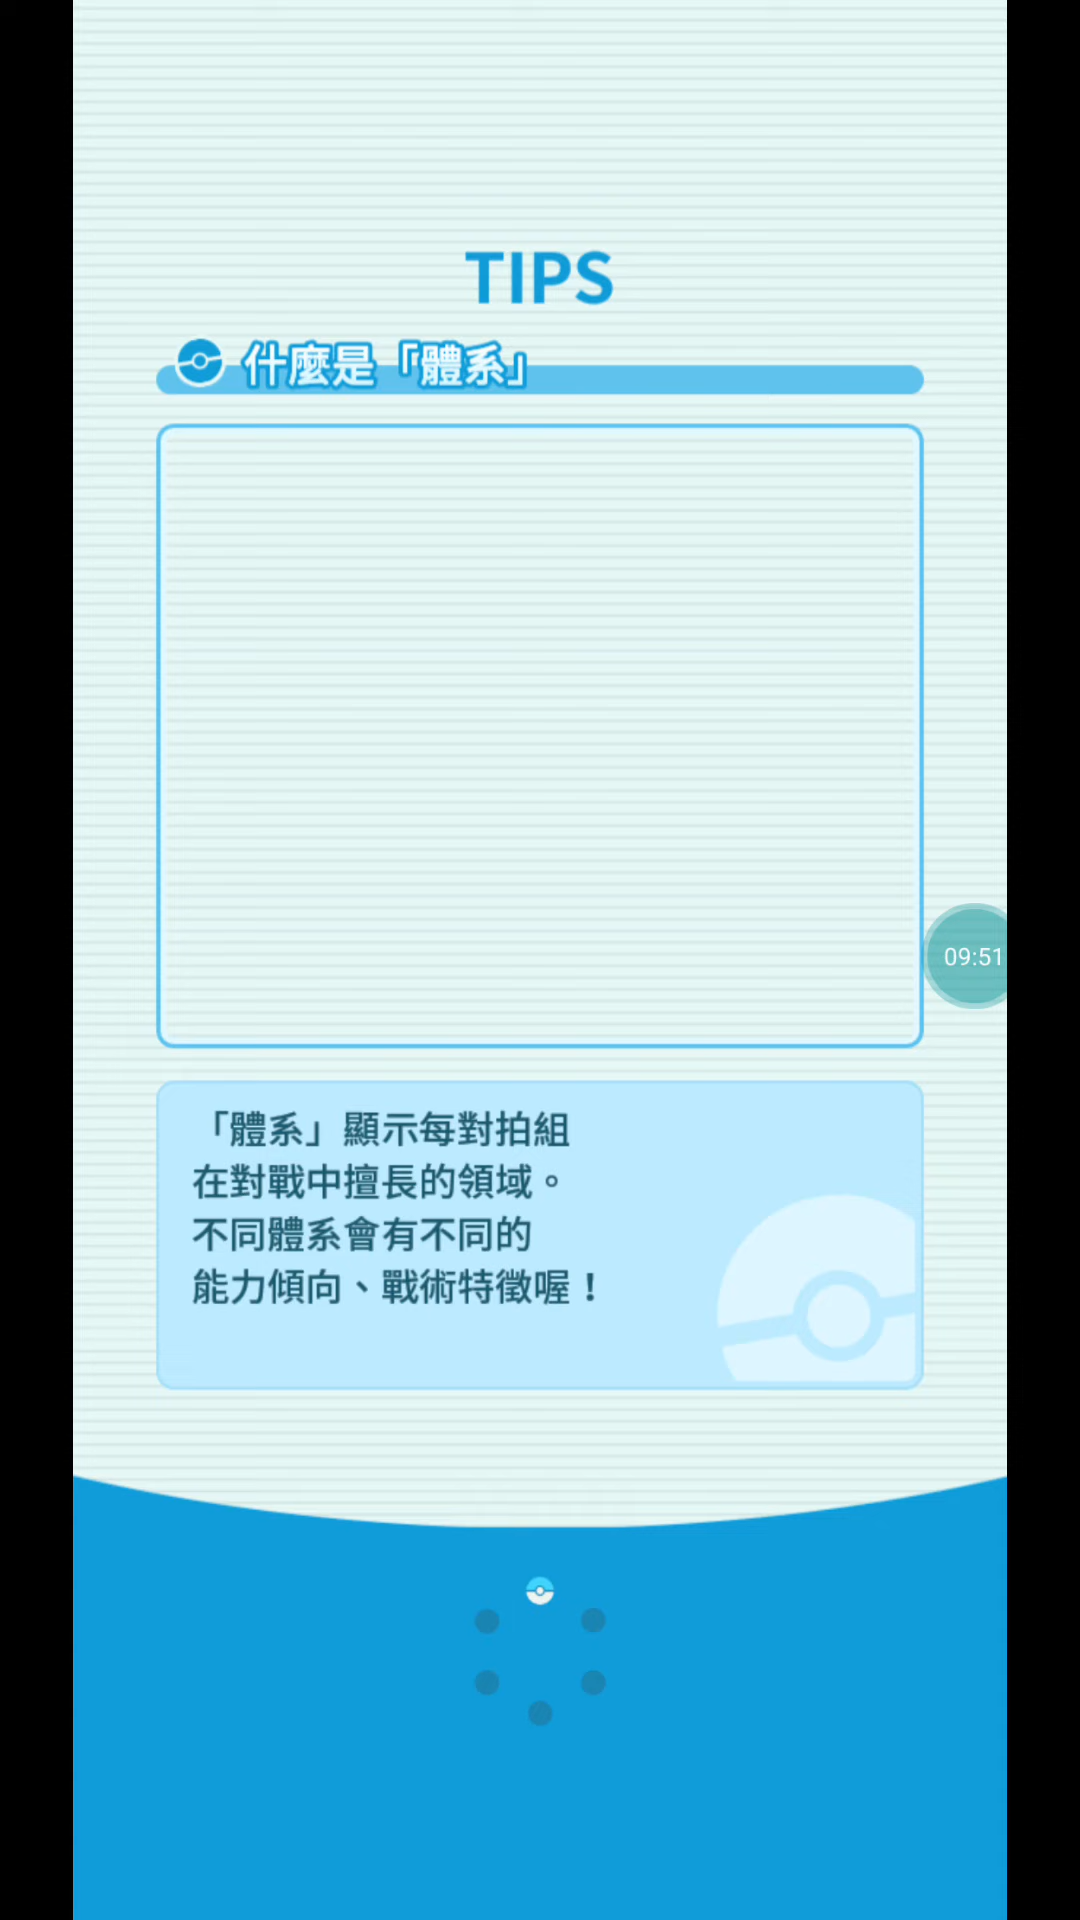 TIPS
什麼是「體系」
09:51
「體系」顯示每對拍組
在對戰中擅長的領域。
不同體系會有不同的
能力傾向、戰術特徵喔！